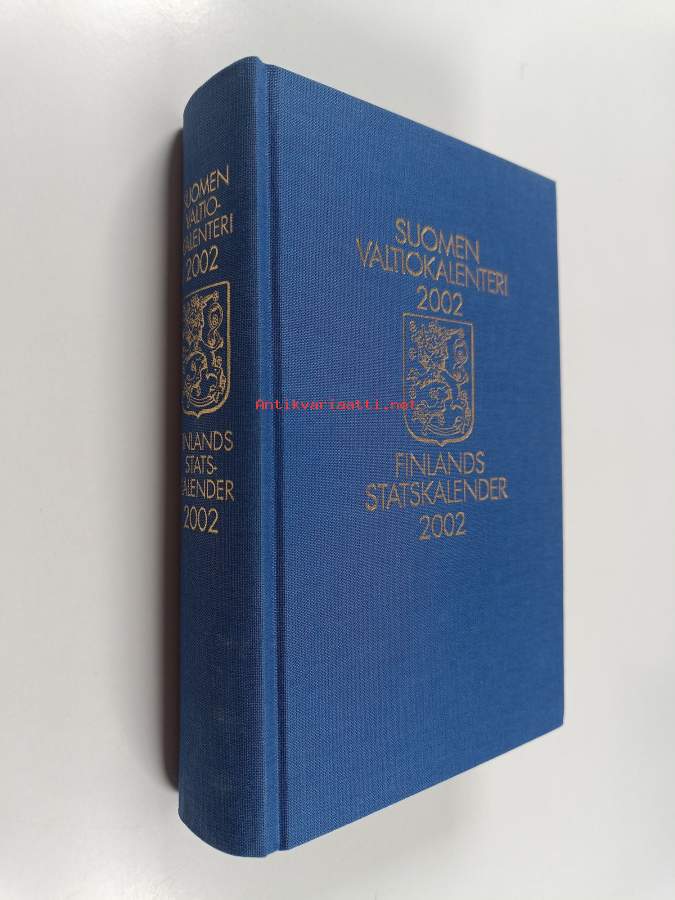 SUOMEN
VALTIO-
KALENTERI
2002
FINLANDS
STATS-
KALENDER
2002
SUOMEN
VALTIOKALENTERI
2002
FINLANDS
STATSKALENDER
2002
Antikvariaatti.net